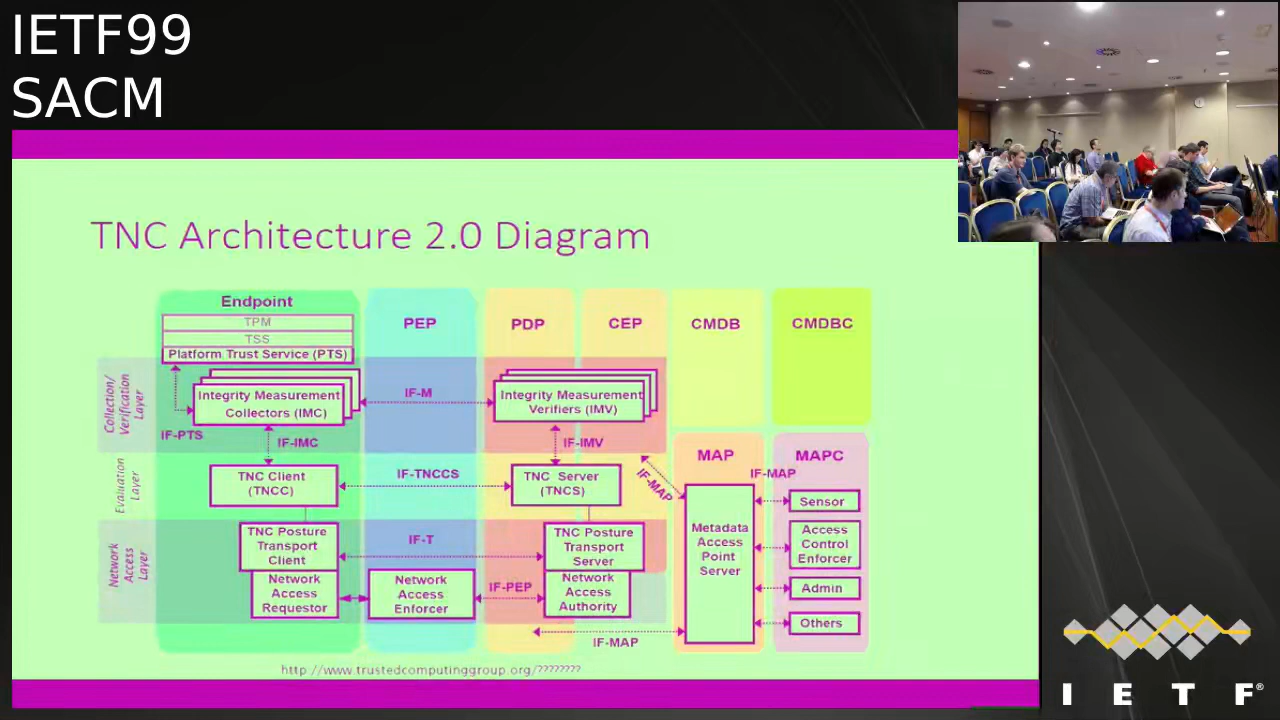 IETF99
SACM
TNC Architecture 2.0 Diagram
Endpoint
TPM
TSS
Platform Trust Service (PTS)
PEP
PDP
CEP
CMDB
CMDBC
Collection/
Verification
Layer
Integrity Measurement
Collectors (IMC)
IF-M
Integrity Measurement
Verifiers (IMV)
IF-PTS
IF-IMC
IF-IMV
MAP
MAPC
IF-MAP
IF-MAP
Evaluation
Layer
TNC Client
(TNCC)
IF-TNCCS
TNC Server
(TNCS)
Metadata
Access
Point
Server
Sensor
Access
Control
Enforcer
Admin
Others
Network
Access
Layer
TNC Posture
Transport
Client
IF-T
TNC Posture
Transport
Server
Network
Access
Requestor
Network
Access
Enforcer
IF-PEP
Network
Access
Authority
IF-MAP
http://www.trustedcomputinggroup.org/????????
I E T F®